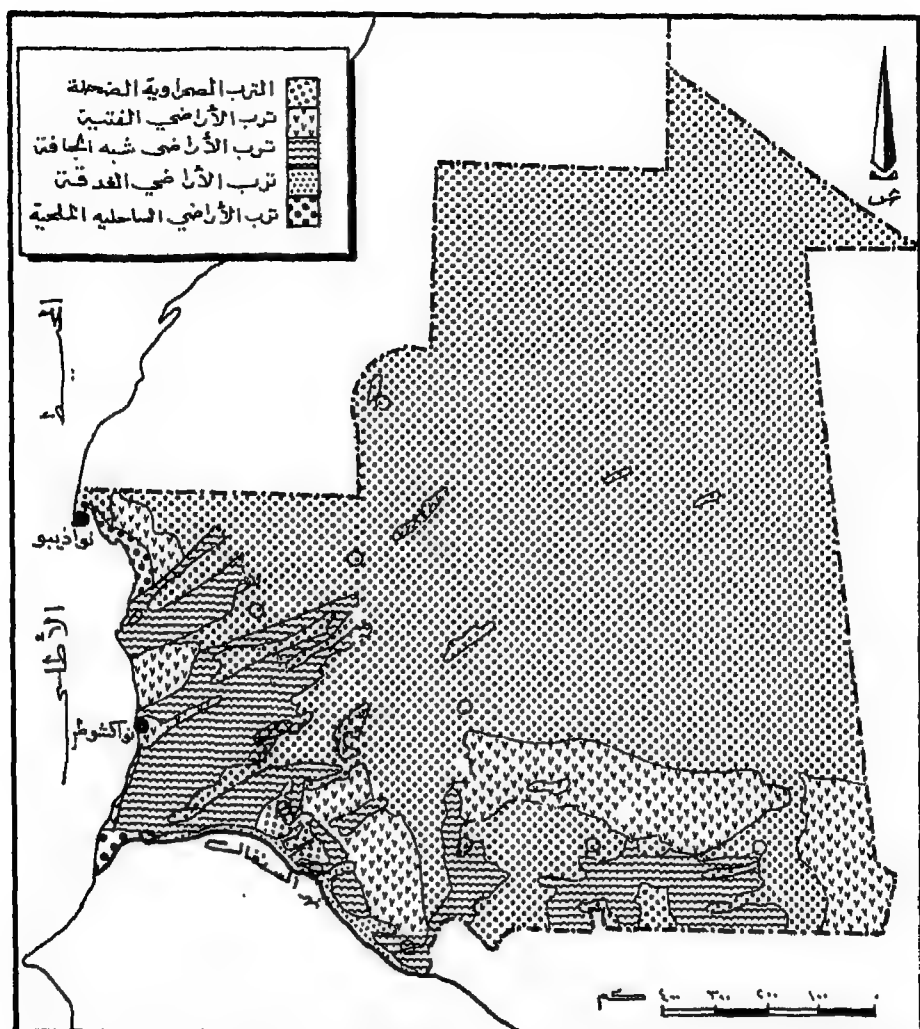 الترب الصحراوية الضحلة
ترب الأراضي الفتية
ترب الأراضي شبه الجافة
ترب الأراضي الغدقة
ترب الأراضي الساحلية الملحية
ش
المحيط
الأطلسي
نواذيبو
نواكشوط
السنغال
٤٠٠ ٣٠٠ ٢٠٠ ١٠٠ ٠ كم